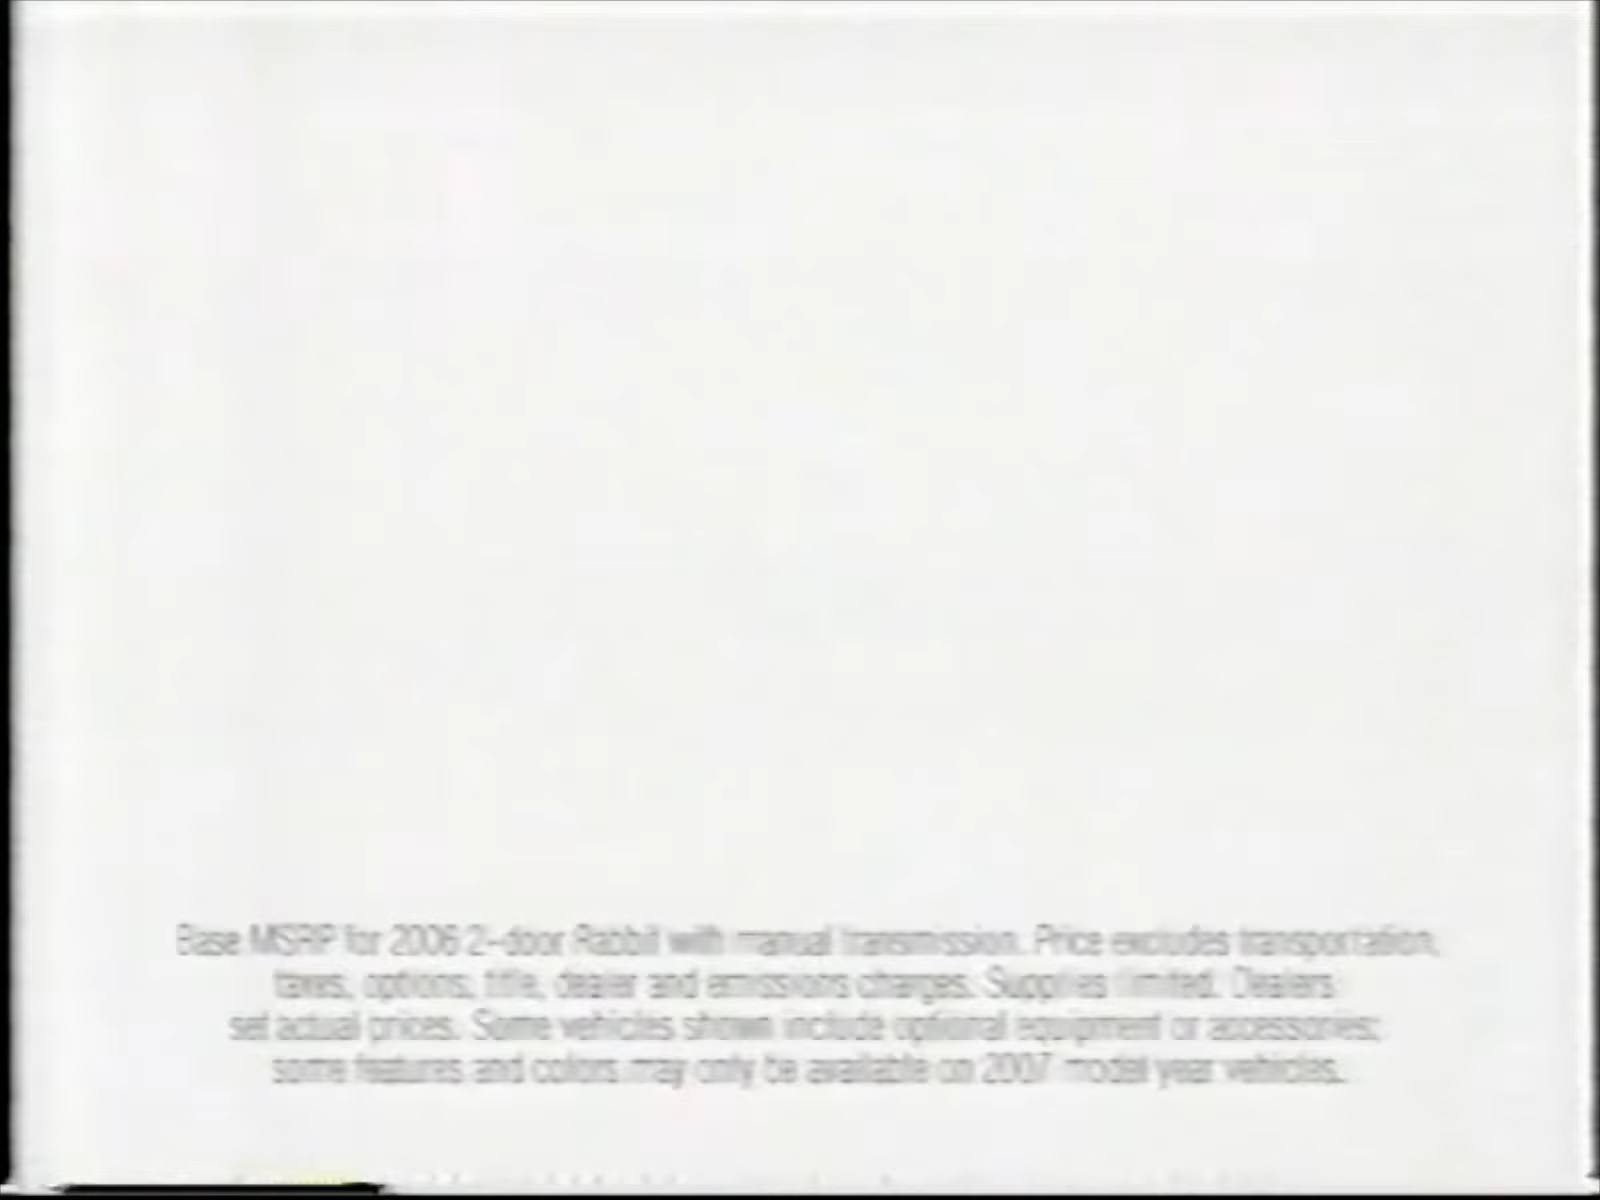 Base MSRP for 2006 2-door Rabbit with manual transmission. Price excludes transportation,
taxes, options, title, dealer and emissions charges. Supplies limited. Dealers
set actual prices. Some vehicles shown include optional equipment or accessories;
some features and colors may only be available on 2007 model year vehicles.